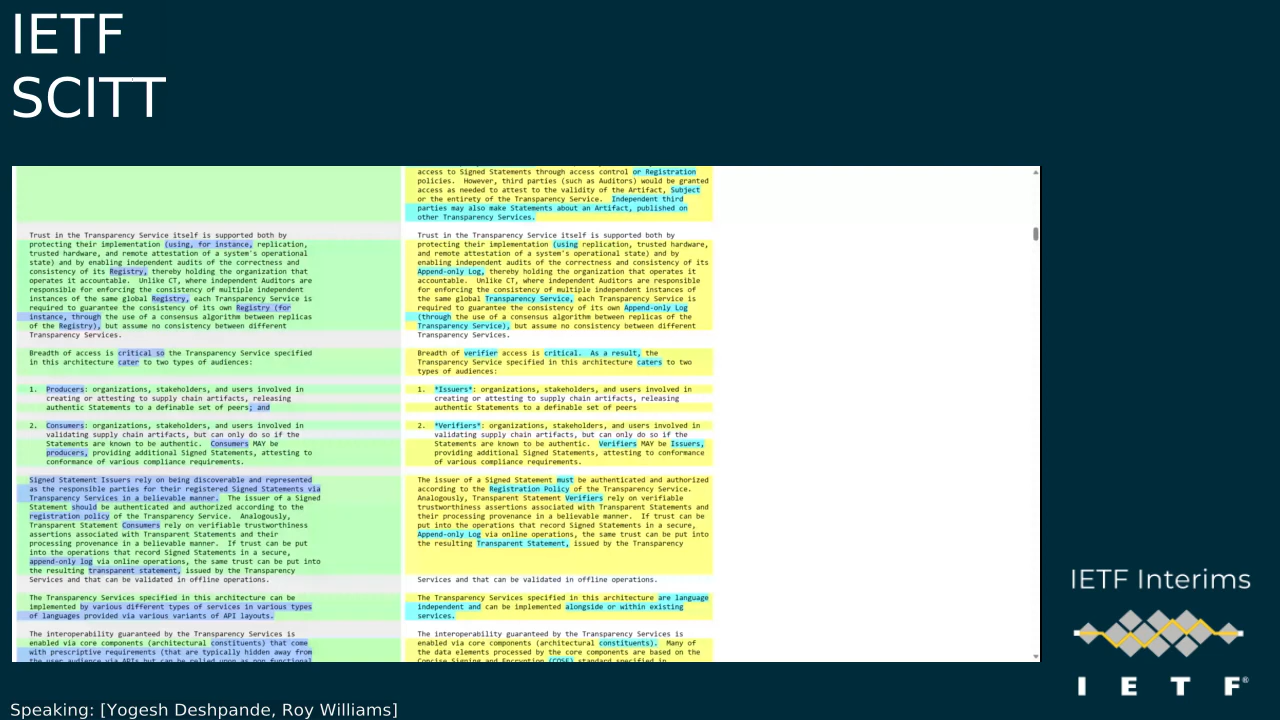 IETF
SCITT
access to Signed Statements through access control or Registration
policies.  However, third parties (such as Auditors) would be granted
access as needed to attest to the validity of the Artifact, Subject
or the entirety of the Transparency Service.  Independent third
parties may also make Statements about an Artifact, published on
other Transparency Services.
Trust in the Transparency Service itself is supported both by
protecting their implementation (using, for instance, replication,
trusted hardware, and remote attestation of a system's operational
state) and by enabling independent audits of the correctness and
consistency of its Registry, thereby holding the organization that
operates it accountable.  Unlike CT, where independent Auditors are
responsible for enforcing the consistency of multiple independent
instances of the same global Registry, each Transparency Service is
required to guarantee the consistency of its own Registry (for
instance, through the use of a consensus algorithm between replicas
of the Registry), but assume no consistency between different
Transparency Services.
Breadth of access is critical so the Transparency Service specified
in this architecture cater to two types of audiences:
1.  Producers: organizations, stakeholders, and users involved in
creating or attesting to supply chain artifacts, releasing
authentic Statements to a definable set of peers; and
2.  Consumers: organizations, stakeholders, and users involved in
validating supply chain artifacts, but can only do so if the
Statements are known to be authentic.  Consumers MAY be
producers, providing additional Signed Statements, attesting to
conformance of various compliance requirements.
Signed Statement Issuers rely on being discoverable and represented
as the responsible parties for their registered Signed Statements via
Transparency Services in a believable manner.  The issuer of a Signed
Statement should be authenticated and authorized according to the
registration policy of the Transparency Service.  Analogously,
Transparent Statement Consumers rely on verifiable trustworthiness
assertions associated with Transparent Statements and their
processing provenance in a believable manner.  If trust can be put
into the operations that record Signed Statements in a secure,
append-only log via online operations, the same trust can be put into
the resulting transparent statement, issued by the Transparency
Services and that can be validated in offline operations.
The Transparency Services specified in this architecture can be
implemented by various different types of services in various types
of languages provided via various variants of API layouts.
The interoperability guaranteed by the Transparency Services is
enabled via core components (architectural constituents) that come
with prescriptive requirements (that are typically hidden away from
the user audience via APIs but can be relied upon as non functional
Trust in the Transparency Service itself is supported both by
protecting their implementation (using replication, trusted hardware,
and remote attestation of a system's operational state) and by
enabling independent audits of the correctness and consistency of its
Append-only Log, thereby holding the organization that operates it
accountable.  Unlike CT, where independent Auditors are responsible
for enforcing the consistency of multiple independent instances of
the same global Transparency Service, each Transparency Service is
required to guarantee the consistency of its own Append-only Log
(through the use of a consensus algorithm between replicas of the
Transparency Service), but assume no consistency between different
Transparency Services.
Breadth of verifier access is critical.  As a result, the
Transparency Service specified in this architecture caters to two
types of audiences:
1.  *Issuers*: organizations, stakeholders, and users involved in
creating or attesting to supply chain artifacts, releasing
authentic Statements to a definable set of peers
2.  *Verifiers*: organizations, stakeholders, and users involved in
validating supply chain artifacts, but can only do so if the
Statements are known to be authentic.  Verifiers MAY be Issuers,
providing additional Signed Statements, attesting to conformance
of various compliance requirements.
The issuer of a Signed Statement must be authenticated and authorized
according to the Registration Policy of the Transparency Service.
Analogously, Transparent Statement Verifiers rely on verifiable
trustworthiness assertions associated with Transparent Statements and
their processing provenance in a believable manner.  If trust can be
put into the operations that record Signed Statements in a secure,
Append-only Log via online operations, the same trust can be put into
the resulting Transparent Statement, issued by the Transparency
Services and that can be validated in offline operations.
The Transparency Services specified in this architecture are language
independent and can be implemented alongside or within existing
services.
The interoperability guaranteed by the Transparency Services is
enabled via core components (architectural constituents).  Many of
the data elements processed by the core components are based on the
Concise Signing and Encryption (COSE) standard specified in
IETF Interims
I E T F®
Speaking: [Yogesh Deshpande, Roy Williams]